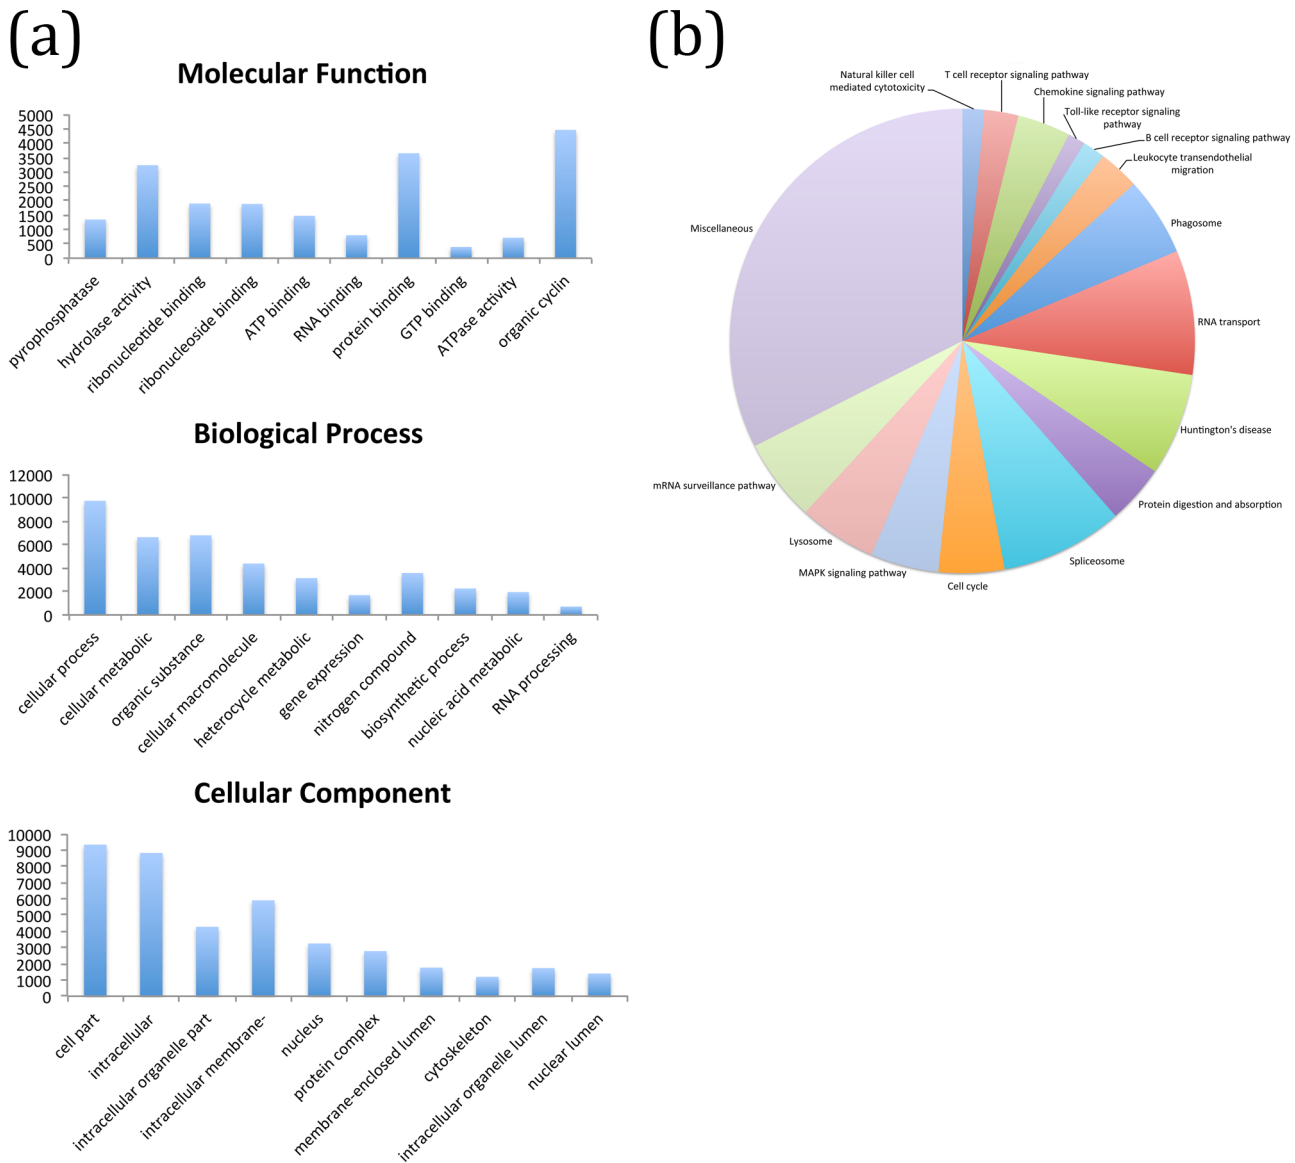 (a)
Molecular Function
5000
4500
4000
3500
3000
2500
2000
1500
1000
500
0
pyrophosphatase
hydrolase activity
ribonucleotide binding
ribonucleoside binding
ATP binding
RNA binding
protein binding
GTP binding
ATPase activity
organic cyclin
Biological Process
12000
10000
8000
6000
4000
2000
0
cellular process
cellular metabolic
organic substance
cellular macromolecule
heterocycle metabolic
gene expression
nitrogen compound
biosynthetic process
nucleic acid metabolic
RNA processing
Cellular Component
10000
9000
8000
7000
6000
5000
4000
3000
2000
1000
0
cell part
intracellular
intracellular organelle part
intracellular membrane-
nucleus
protein complex
membrane-enclosed lumen
cytoskeleton
intracellular organelle lumen
nuclear lumen
(b)
Natural killer cell
mediated cytotoxicity
T cell receptor signaling pathway
Chemokine signaling pathway
Toll-like receptor signaling
pathway
B cell receptor signaling pathway
Leukocyte transendothelial
migration
Phagosome
RNA transport
Huntington's disease
Protein digestion and absorption
Spliceosome
Cell cycle
MAPK signaling pathway
Lysosome
mRNA surveillance pathway
Miscellaneous